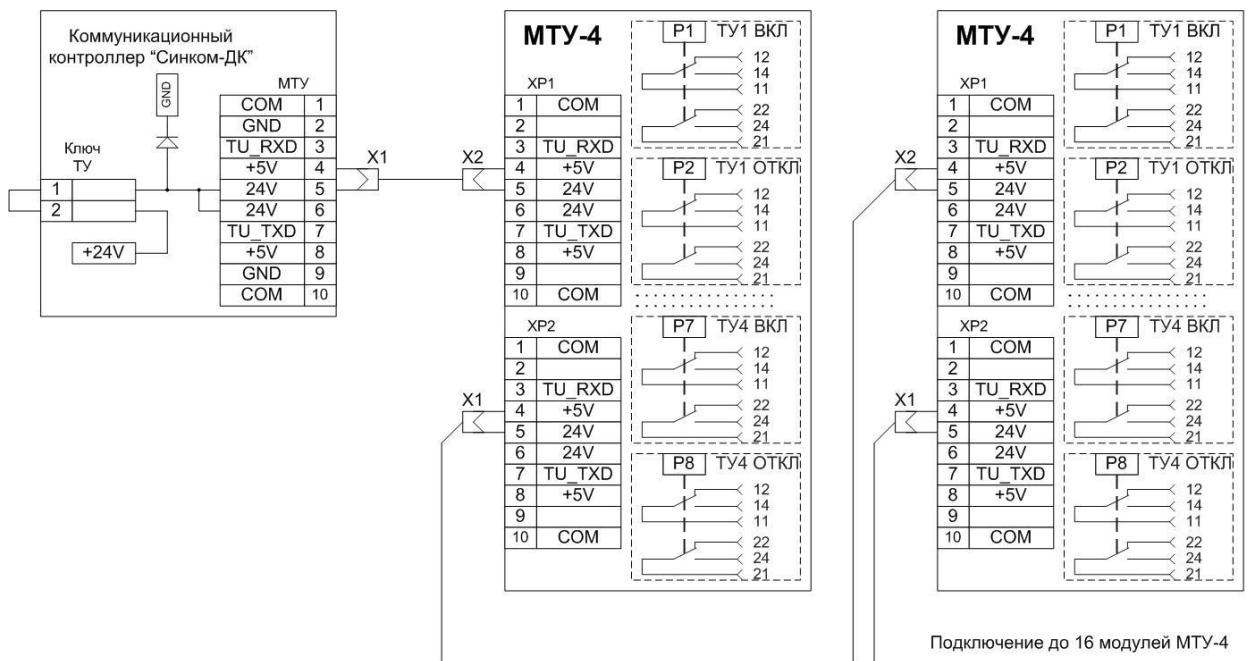 Коммуникационный
контроллер “Синком-ДК”
GND
МТУ
COM 1
GND 2
TU_RXD 3
+5V 4
24V 5
24V 6
TU_TXD 7
+5V 8
GND 9
COM 10
Ключ
ТУ
1
2
+24V
X1
X2
МТУ-4
XP1
1 COM
2
3 TU_RXD
4 +5V
5 24V
6 24V
7 TU_TXD
8 +5V
9
10 COM
XP2
1 COM
2
3 TU_RXD
4 +5V
5 24V
6 24V
7 TU_TXD
8 +5V
9
10 COM
X1
P1 ТУ1 ВКЛ
12
14
11
22
24
21
P2 ТУ1 ОТКЛ
12
14
11
22
24
21
P7 ТУ4 ВКЛ
12
14
11
22
24
21
P8 ТУ4 ОТКЛ
12
14
11
22
24
21
X2
МТУ-4
XP1
1 COM
2
3 TU_RXD
4 +5V
5 24V
6 24V
7 TU_TXD
8 +5V
9
10 COM
XP2
1 COM
2
3 TU_RXD
4 +5V
5 24V
6 24V
7 TU_TXD
8 +5V
9
10 COM
X1
P1 ТУ1 ВКЛ
12
14
11
22
24
21
P2 ТУ1 ОТКЛ
12
14
11
22
24
21
P7 ТУ4 ВКЛ
12
14
11
22
24
21
P8 ТУ4 ОТКЛ
12
14
11
22
24
21
Подключение до 16 модулей МТУ-4